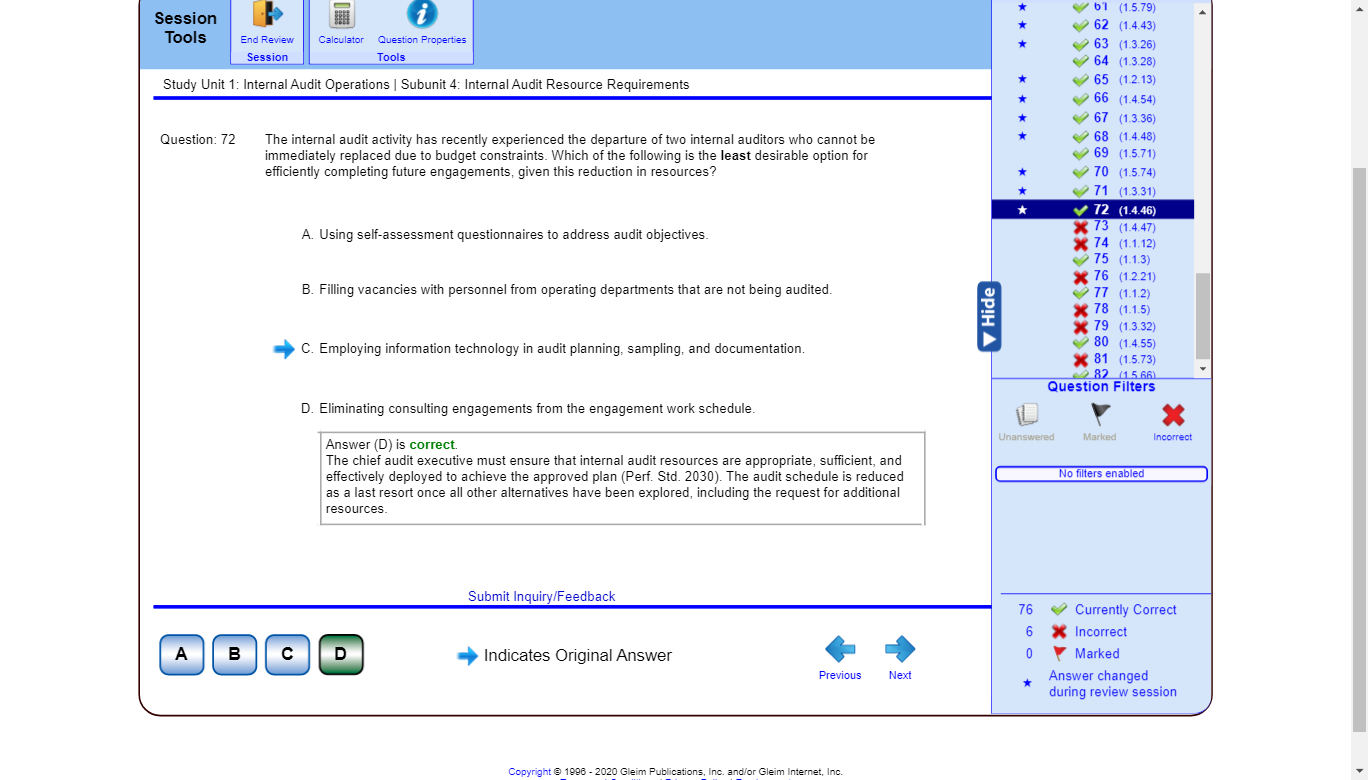 Session
Tools
End Review
Session
Calculator
Question Properties
Tools
Study Unit 1: Internal Audit Operations | Subunit 4: Internal Audit Resource Requirements
Question: 72
The internal audit activity has recently experienced the departure of two internal auditors who cannot be
immediately replaced due to budget constraints. Which of the following is the least desirable option for
efficiently completing future engagements, given this reduction in resources?
A. Using self-assessment questionnaires to address audit objectives.
B. Filling vacancies with personnel from operating departments that are not being audited.
C. Employing information technology in audit planning, sampling, and documentation.
D. Eliminating consulting engagements from the engagement work schedule.
Answer (D) is correct.
The chief audit executive must ensure that internal audit resources are appropriate, sufficient, and
effectively deployed to achieve the approved plan (Perf. Std. 2030). The audit schedule is reduced
as a last resort once all other alternatives have been explored, including the request for additional
resources.
Submit Inquiry/Feedback
A B C D
Indicates Original Answer
Previous
Next
61 (1.5.79)
62 (1.4.43)
63 (1.3.26)
64 (1.3.28)
65 (1.2.13)
66 (1.4.54)
67 (1.3.36)
68 (1.4.48)
69 (1.5.71)
70 (1.5.74)
71 (1.3.31)
72 (1.4.46)
73 (1.4.47)
74 (1.1.12)
75 (1.1.3)
76 (1.2.21)
77 (1.1.2)
78 (1.1.5)
79 (1.3.32)
80 (1.4.55)
81 (1.5.73)
82 (1.5.66)
Hide
Question Filters
Unanswered
Marked
Incorrect
No filters enabled
76 Currently Correct
6 Incorrect
0 Marked
Answer changed
during review session
Copyright © 1996 - 2020 Gleim Publications, Inc. and/or Gleim Internet, Inc.